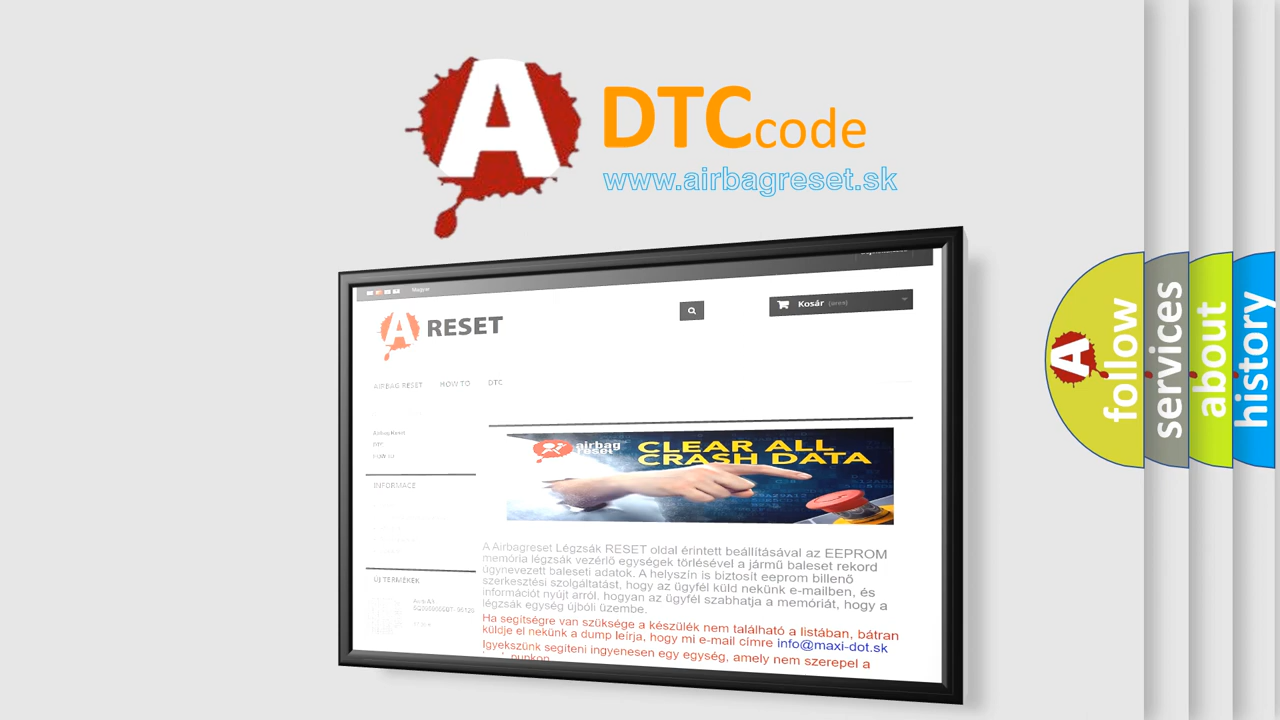 A
DTCcode
www.airbagreset.sk
Magyar
A RESET
Kosár (üres)
AIRBAG RESET HOW TO DTC
Airbag Reset
DTC
INFORMACE
ÚJ TERMÉKEK
airbag reset
CLEAR ALL
CRASH DATA
A Airbagreset Légzsák RESET oldal érintett beállításával az EEPROM
memória légzsák vezérlő egységek törlésével a jármű baleset rekord
úgynevezett baleseti adatok. A helyszín is biztosít eeprom billenő
szerkesztési szolgáltatást, hogy az ügyfél küld nekünk e-mailben, és
információt nyújt arról, hogyan az ügyfél szabhatja a memóriát, hogy a
légzsák egység újbóli üzembe.
Ha segítségre van szüksége a készülék nem található a listában, bátran
küldje el nekünk a dump leírja, hogy mi e-mail címre info@maxi-dot.sk
Igyekszünk segíteni ingyenesen egy egység, amely nem szerepel a
A
follow
services
about
history